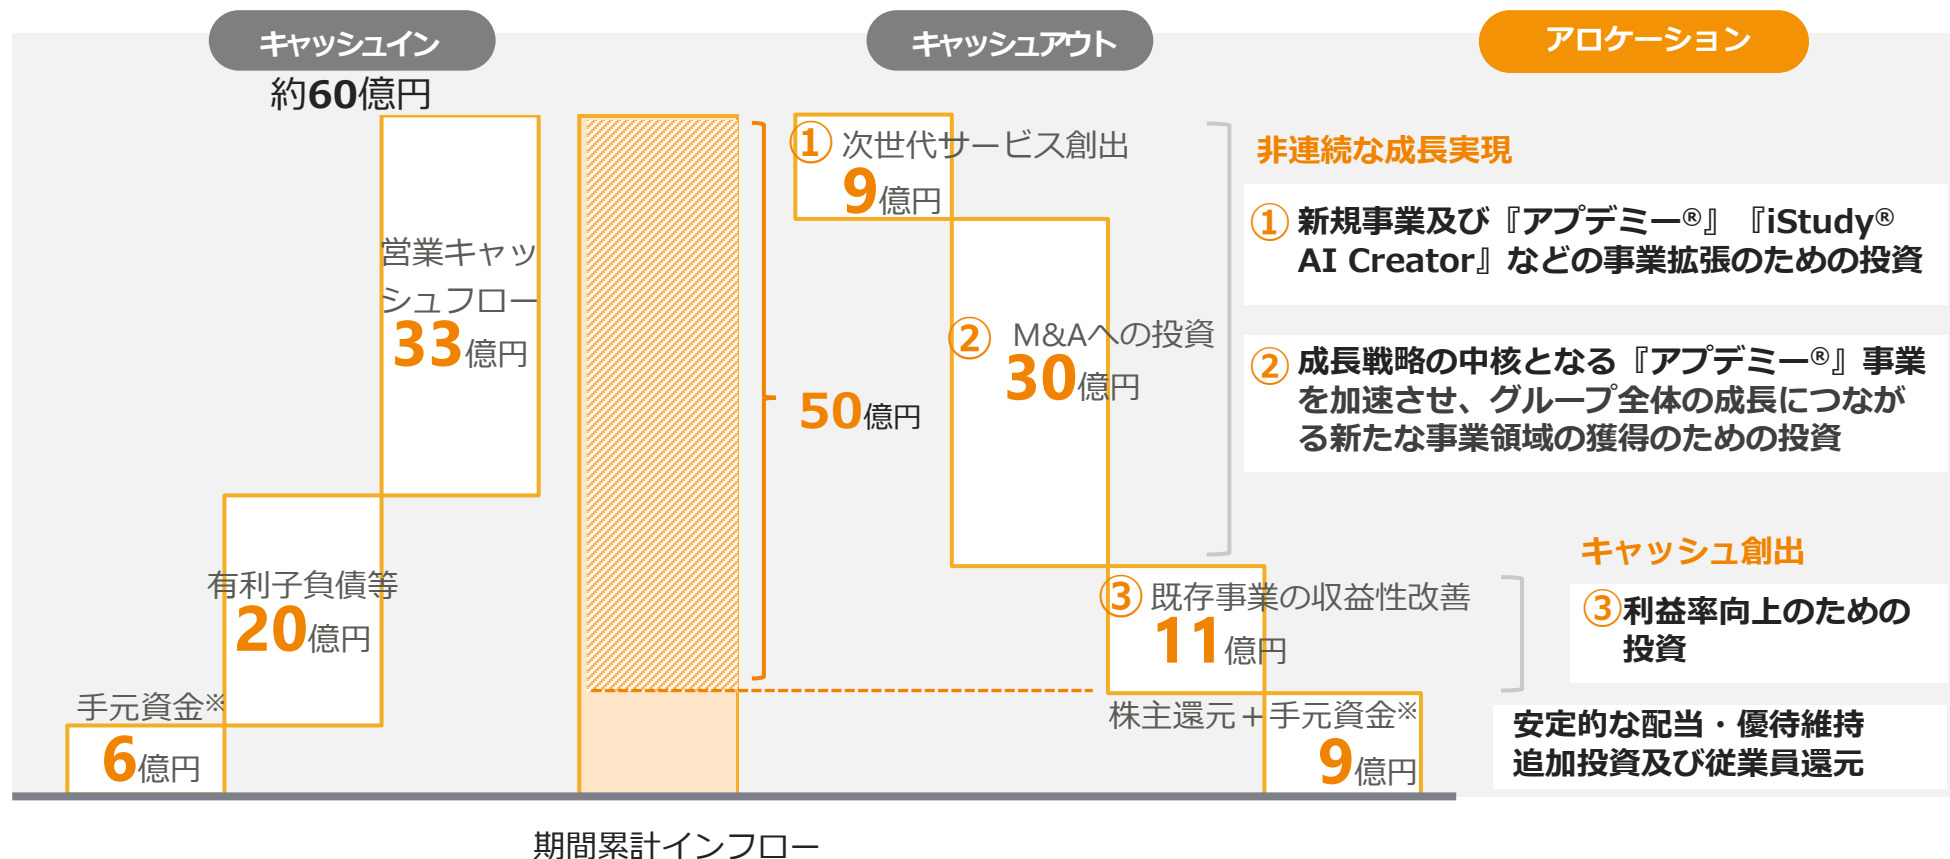 キャッシュイン
約60億円
営業キャッ
シュフロー
33億円
有利子負債等
20億円
手元資金※
6億円
期間累計インフロー
キャッシュアウト
50億円
① 次世代サービス創出
9億円
② M&Aへの投資
30億円
③ 既存事業の収益性改善
11億円
株主還元＋手元資金※
9億円
アロケーション
非連続な成長実現
① 新規事業及び『アプデミー®』『iStudy®
AI Creator』などの事業拡張のための投資
② 成長戦略の中核となる『アプデミー®』事業
を加速させ、グループ全体の成長につなが
る新たな事業領域の獲得のための投資
キャッシュ創出
③利益率向上のための
投資
安定的な配当・優待維持
追加投資及び従業員還元